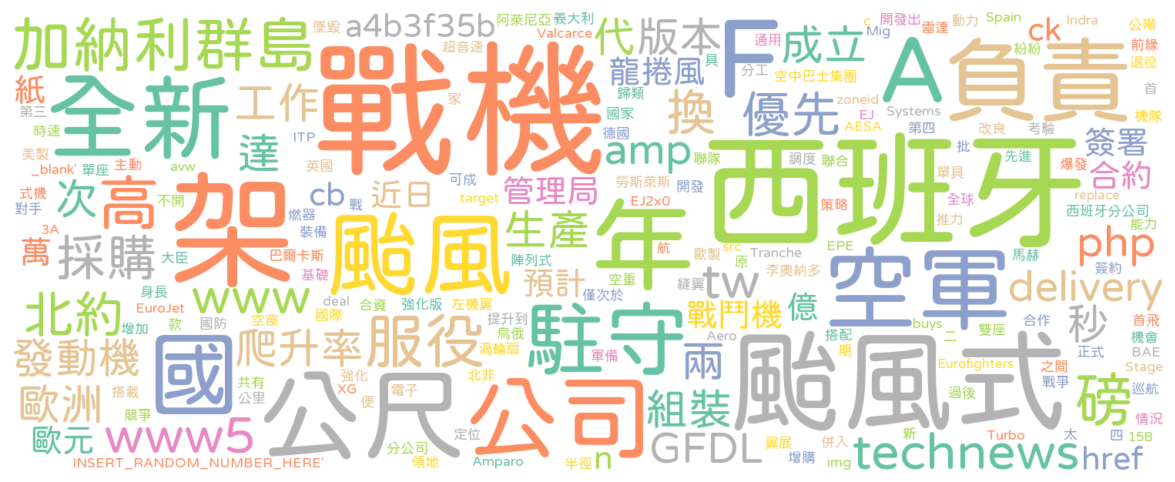 加納利群島
墜毀
a4b3f35b
阿萊尼亞
義大利
超音速
Valcarce
代
版本
F
c
Mig
開發出
雷達
動力
Spain
Indra
公噸
通用
成立
ck
紛紛
前緣
退役
紙
全新
工作
戰機
龍捲風
具
分工
空中巴士集團
A
負責
首
第三
時速
達
家
歸類
換
優先
zoneid
EJ
AESA
Systems
第四
改良
考驗
機隊
ITP
英國
國家
德國
美製
_blank'
單座
主動
avw
amp
聯隊
調度
聯合
西班牙
批
先進
爆發
簽署
合約
式機
對手
次
高
架
不開
cb
戰
近日
可成
target
管理局
勞斯萊斯
開發
單具
全球
replace
燃器
裝備
EJ2x0
策略
推力
西班牙分公司
能力
3A
萬
採購
大臣
巴爾卡斯
基礎
颱風
生產
陣列式
年
航
歐製
src
原
Tranche
EPE
馬赫
簽約
php
身長
EuroJet
www
deal
合資
國際
強化版
左機翼
預計
空重
僅次於
tw
縫翼
李奧納多
空軍
delivery
北約
增加
款
國防
空窗
提升到
烏俄
戰鬥機
億
搭配
buys
二
雙座
合作
首飛
機會
秒
發動機
國
爬升率
服役
渦輪扇
駐守
兩
Aero
期
颱風式
Eurofighters
之間
戰爭
正式
BAE
Stage
歐洲
搭載
共有
公里
強化
XG
電子
便
北非
軍備
過後
巡航
磅
競爭
歐元
www5
公尺
分公司
定位
公司
組裝
翼展
併入
新
Turbo
太
四
情況
15B
INSERT_RANDOM_NUMBER_HERE'
領地
Amparo
半徑
n
GFDL
增購
img
technews
href